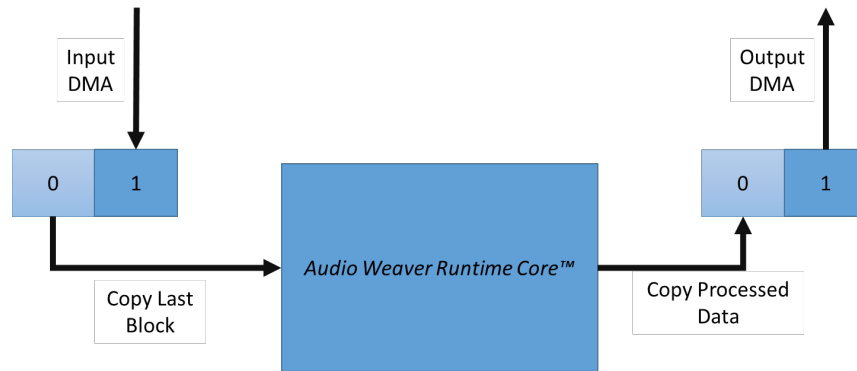 Input
DMA
Output
DMA
0
1
0
1
Audio Weaver Runtime Core™
Copy Last
Block
Copy Processed
Data